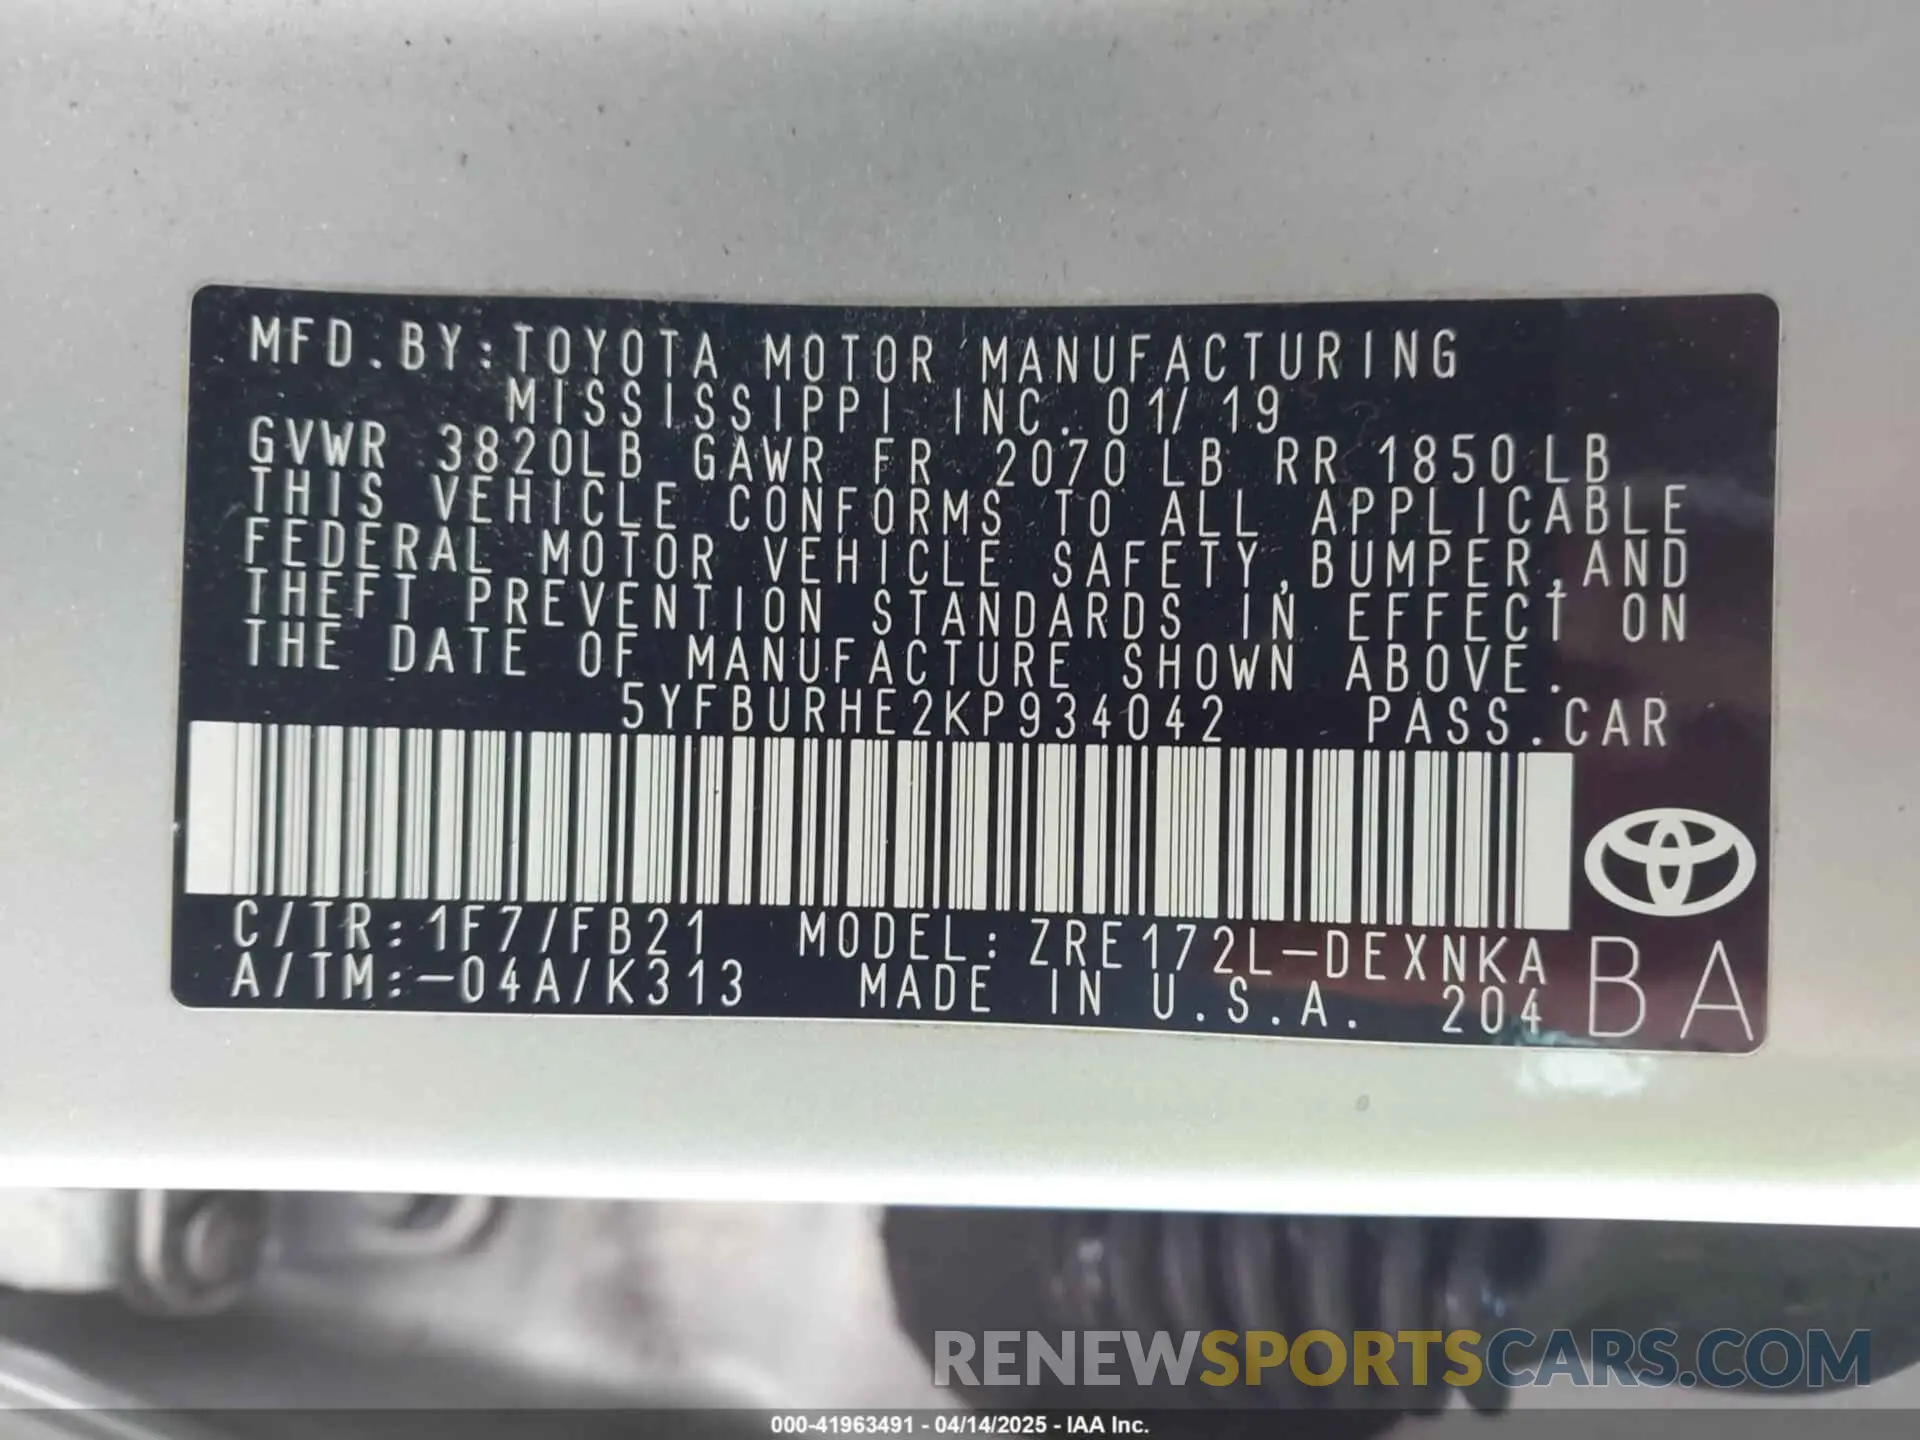 MFD.BY:TOYOTA MOTOR MANUFACTURING
MISSISSIPPI INC. 01/19
GVWR 3820LB GAWR FR 2070LB RR 1850LB
THIS VEHICLE CONFORMS TO ALL APPLICABLE
FEDERAL MOTOR VEHICLE SAFETY,BUMPER,AND
THEFT PREVENTION STANDARDS IN EFFECT ON
THE DATE OF MANUFACTURE SHOWN ABOVE.
5YFBURHE2KP934042 PASS.CAR
C/TR:1F7/FB21 MODEL:ZRE172L-DEXNKA
A/TM:-04A/K313 MADE IN U.S.A. 204
BA
RENEWSPORTSCARS.COM
000-41963491 - 04/14/2025 - IAA Inc.